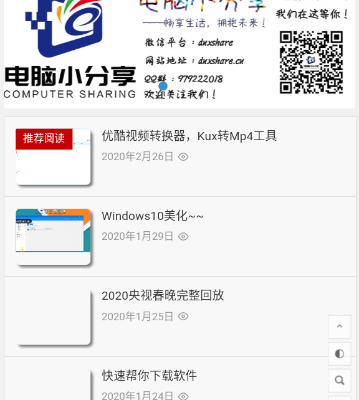 电脑小分享
——畅享生活，拥抱未来！
我们在这等你！
微信平台：dnxshare
网站地址：dnxshare.cn
电脑小分享
QQ群：979222018
COMPUTER SHARING
欢迎关注我们！
推荐阅读
优酷视频转换器，Kux转Mp4工具
2020年2月26日
Windows10美化~~
2020年1月29日
2020央视春晚完整回放
2020年1月25日
快速帮你下载软件
2020年1月24日